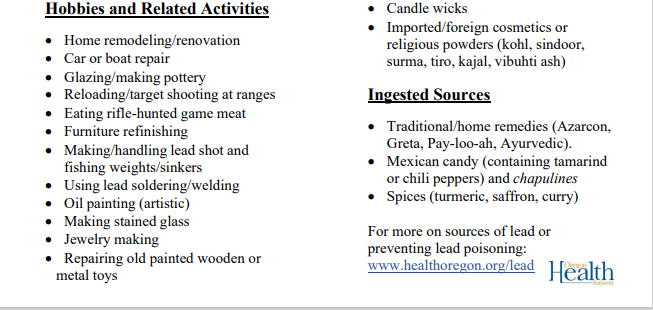 Hobbies and Related Activities
• Home remodeling/renovation
• Car or boat repair
• Glazing/making pottery
• Reloading/target shooting at ranges
• Eating rifle-hunted game meat
• Furniture refinishing
• Making/handling lead shot and
fishing weights/sinkers
• Using lead soldering/welding
• Oil painting (artistic)
• Making stained glass
• Jewelry making
• Repairing old painted wooden or
metal toys
• Candle wicks
• Imported/foreign cosmetics or
religious powders (kohl, sindoor,
surma, tiro, kajal, vibhuti ash)
Ingested Sources
• Traditional/home remedies (Azarcon,
Greta, Pay-loo-ah, Ayurvedic).
• Mexican candy (containing tamarind
or chili peppers) and chapulines
• Spices (turmeric, saffron, curry)
For more on sources of lead or
preventing lead poisoning:
www.healthoregon.org/lead
Oregon
Health
Authority